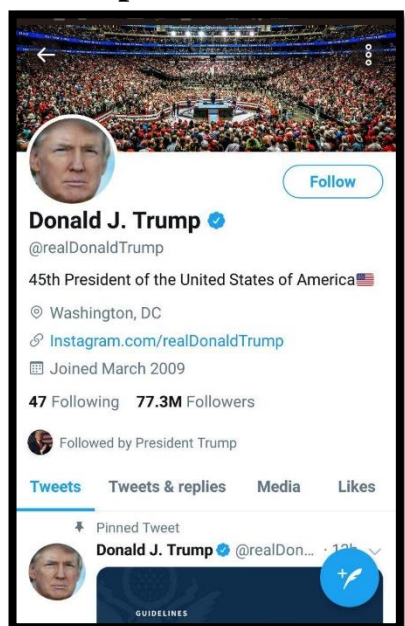 Follow
Donald J. Trump
@realDonaldTrump
45th President of the United States of America
Washington, DC
Instagram.com/realDonaldTrump
Joined March 2009
47 Following 77.3M Followers
Followed by President Trump
Tweets Tweets & replies Media Likes
Pinned Tweet
Donald J. Trump @realDon... · 12h
GUIDELINES